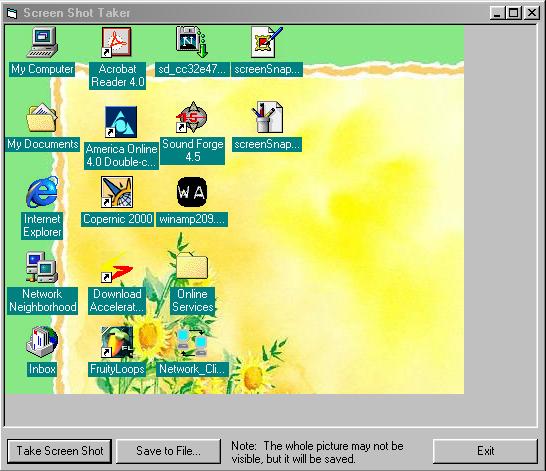 Screen Shot Taker
My Computer
Acrobat
Reader 4.0
sd_cc32e47...
screenSnap...
My Documents
America Online
4.0 Double-c...
Sound Forge
4.5
screenSnap...
Internet
Explorer
Copernic 2000
WA
winamp209....
Network
Neighborhood
Download
Accelerat...
Online
Services
Inbox
FruityLoops
Network_Cli...
Take Screen Shot
Save to File...
Note: The whole picture may not be
visible, but it will be saved.
Exit